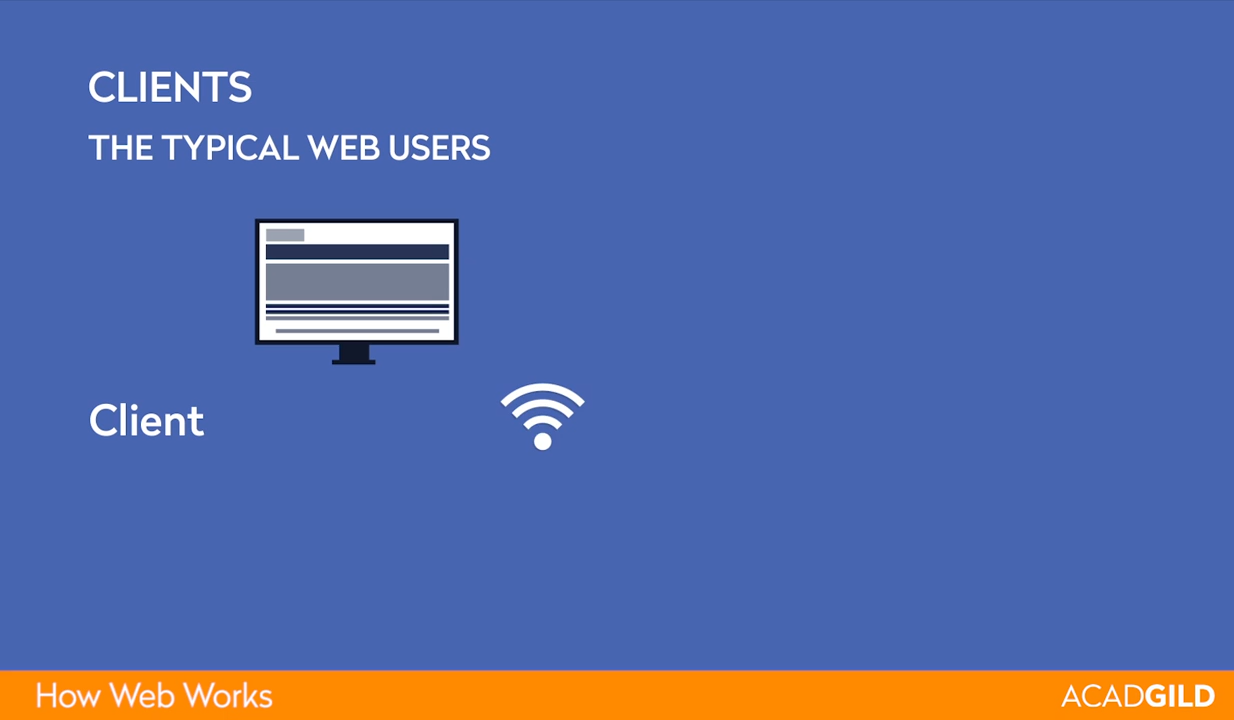 CLIENTS
THE TYPICAL WEB USERS
Client
How Web Works
ACADGILD